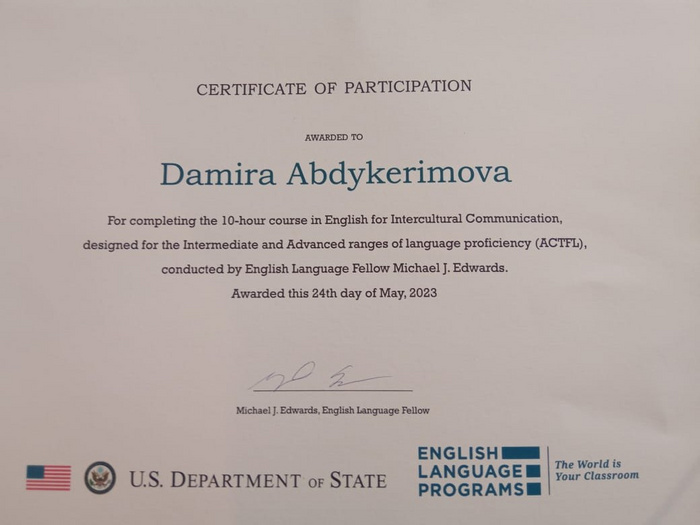 CERTIFICATE OF PARTICIPATION
AWARDED TO
Damira Abdykerimova
For completing the 10-hour course in English for Intercultural Communication,
designed for the Intermediate and Advanced ranges of language proficiency (ACTFL),
conducted by English Language Fellow Michael J. Edwards.
Awarded this 24th day of May, 2023
Michael J. Edwards, English Language Fellow
U.S. DEPARTMENT OF STATE
ENGLISH
LANGUAGE
PROGRAMS
The World is
Your Classroom